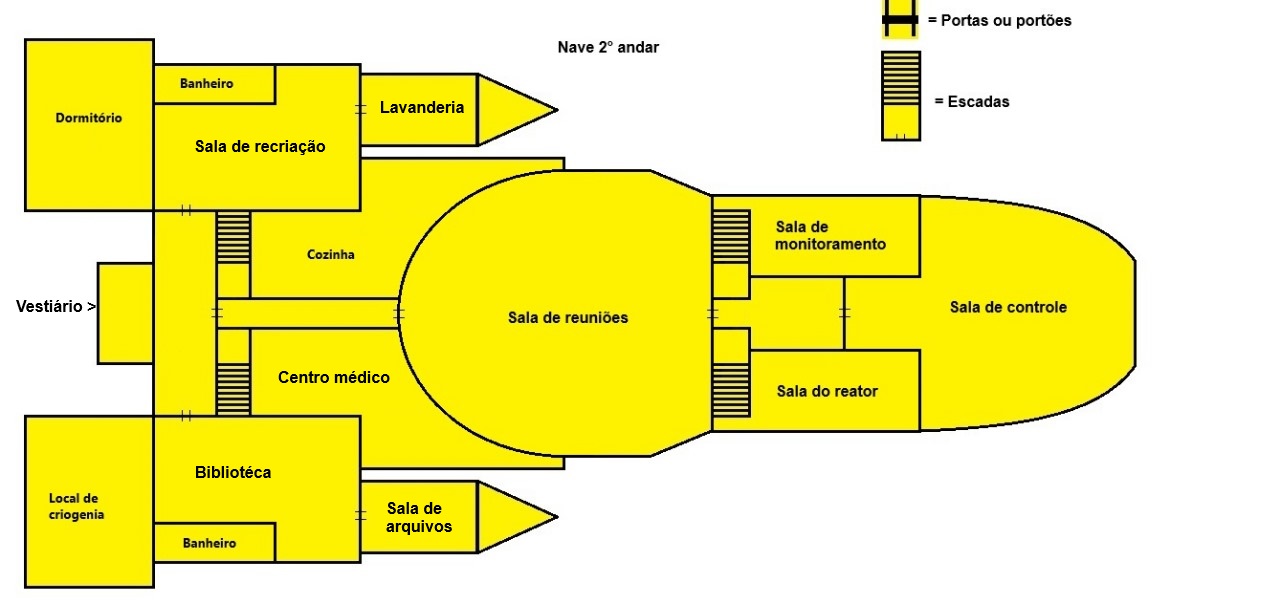 Nave 2° andar
= Portas ou portões
= Escadas
Banheiro
Dormitório
Sala de recriação
Lavanderia
Cozinha
Vestiário >
Sala de reuniões
Sala de
monitoramento
Sala de controle
Centro médico
Sala do reator
Bibliotéca
Local de
criogenia
Banheiro
Sala de
arquivos